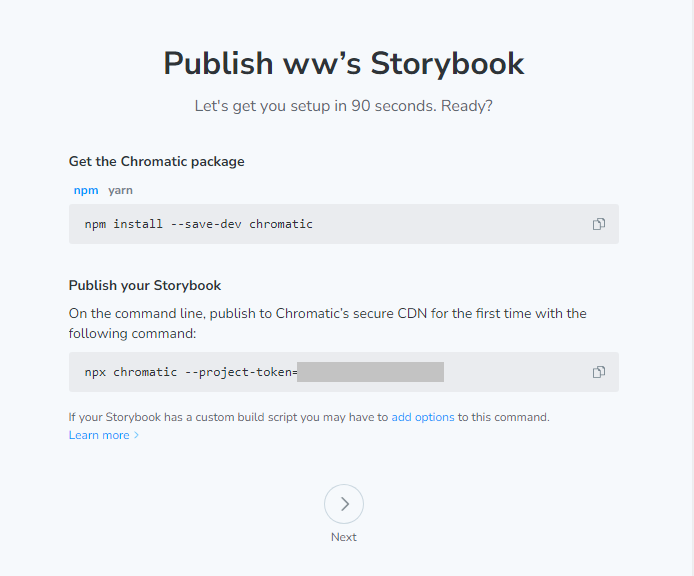 Publish ww’s Storybook
Let's get you setup in 90 seconds. Ready?
Get the Chromatic package
npm yarn
npm install --save-dev chromatic
Publish your Storybook
On the command line, publish to Chromatic’s secure CDN for the first time with the
following command:
npx chromatic --project-token=
If your Storybook has a custom build script you may have to add options to this command.
Learn more
Next